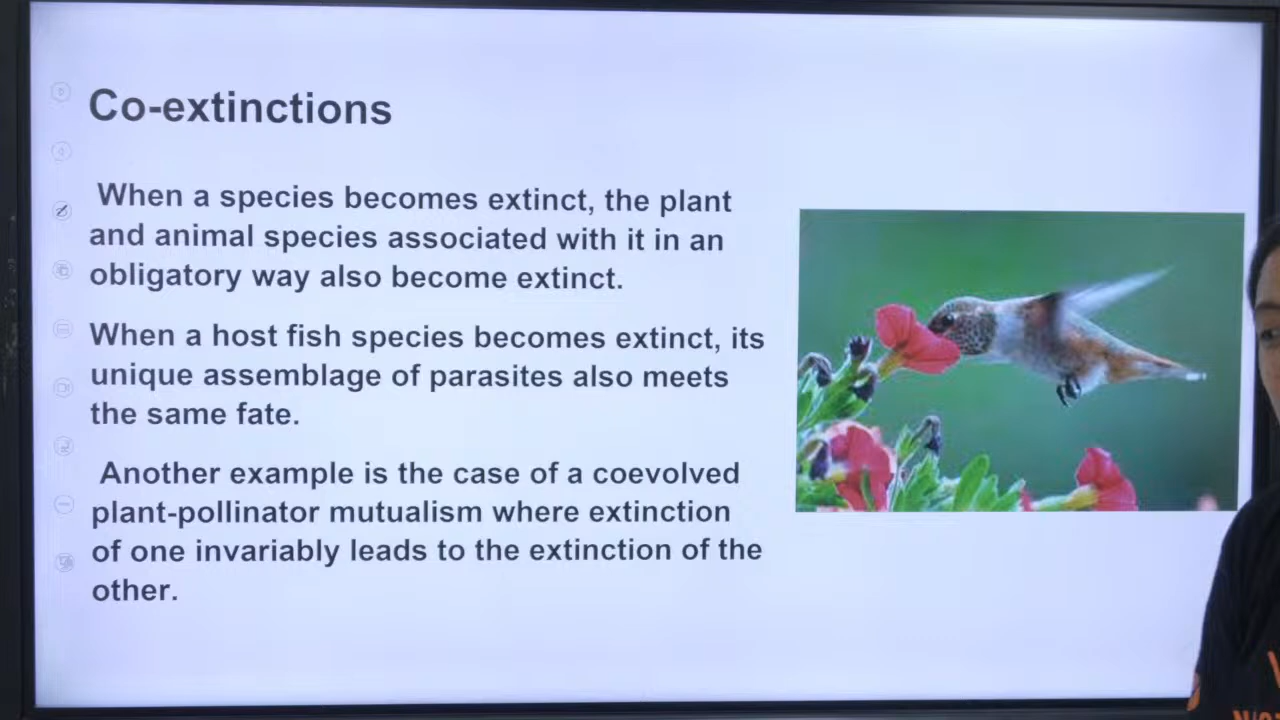 Co-extinctions
When a species becomes extinct, the plant
and animal species associated with it in an
obligatory way also become extinct.
When a host fish species becomes extinct, its
unique assemblage of parasites also meets
the same fate.
Another example is the case of a coevolved
plant-pollinator mutualism where extinction
of one invariably leads to the extinction of the
other.